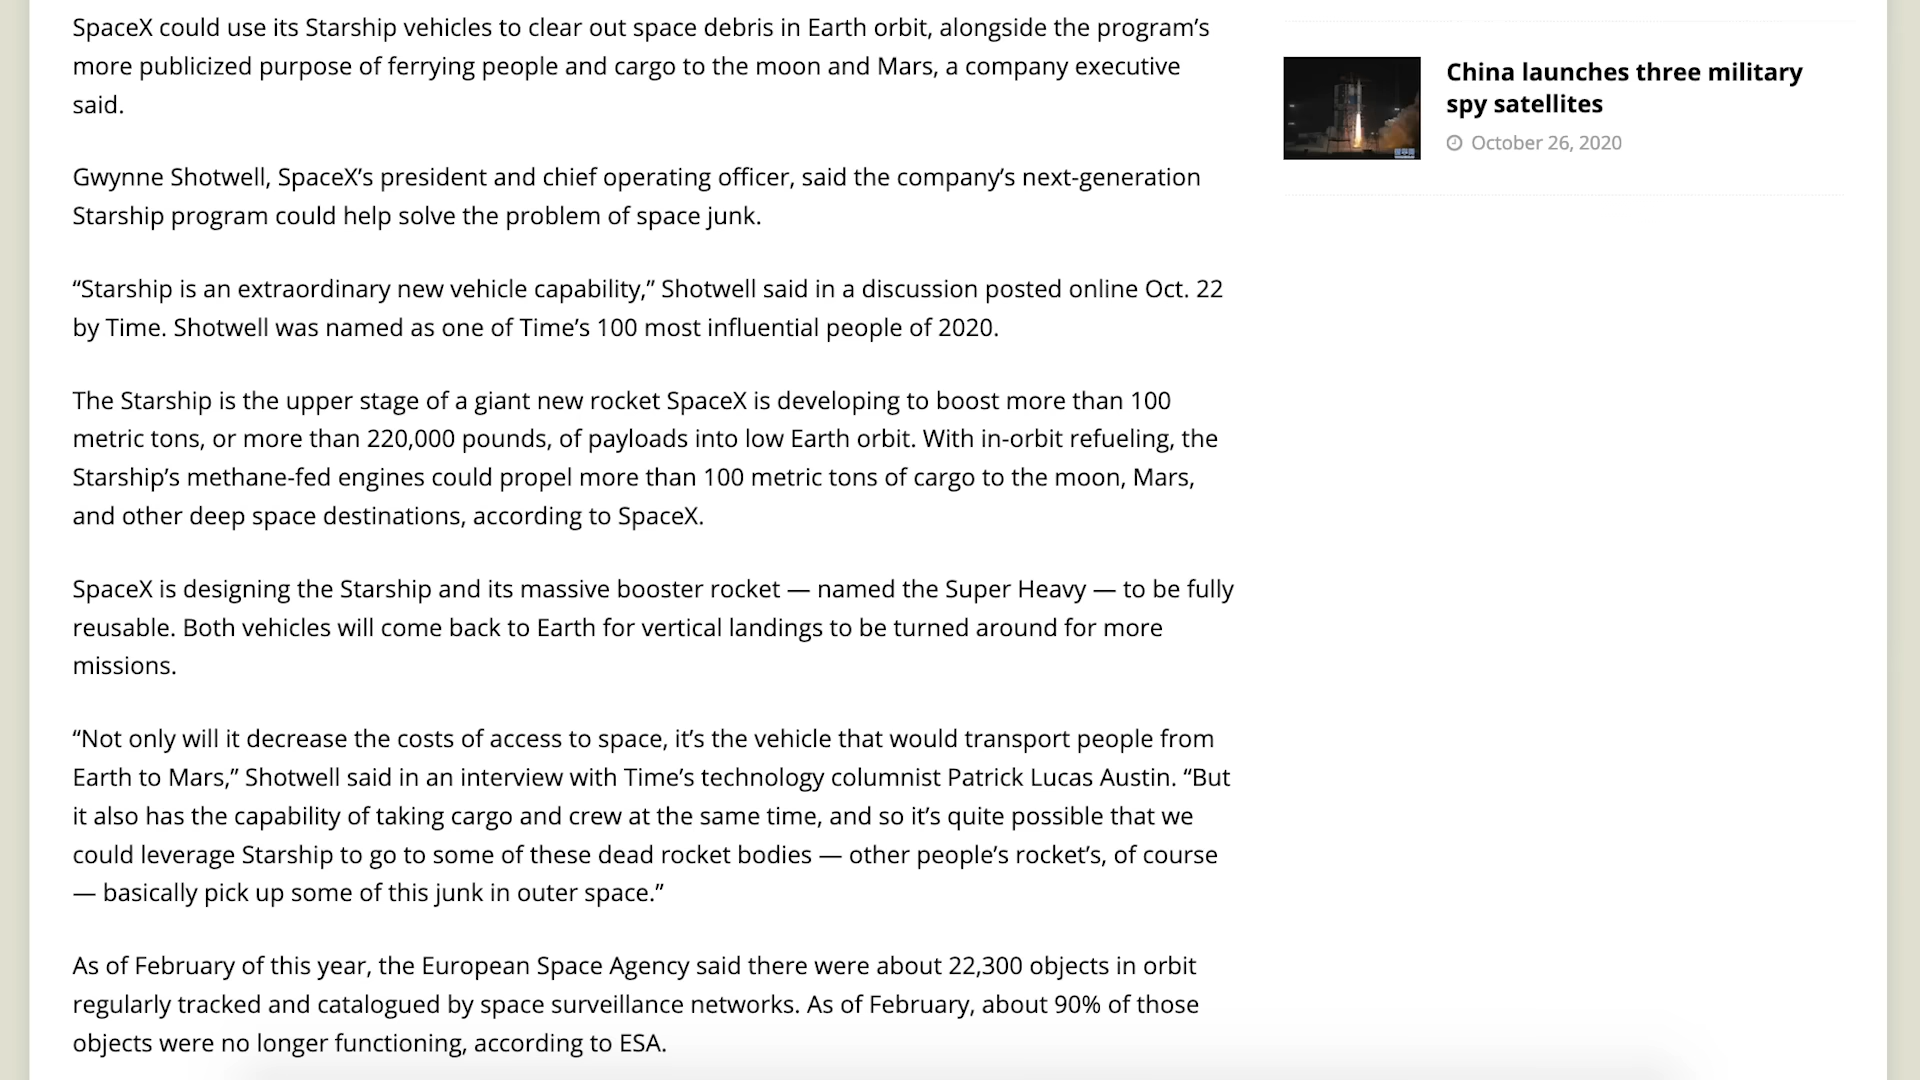 SpaceX could use its Starship vehicles to clear out space debris in Earth orbit, alongside the program’s
more publicized purpose of ferrying people and cargo to the moon and Mars, a company executive
said.
Gwynne Shotwell, SpaceX’s president and chief operating officer, said the company’s next-generation
Starship program could help solve the problem of space junk.
“Starship is an extraordinary new vehicle capability,” Shotwell said in a discussion posted online Oct. 22
by Time. Shotwell was named as one of Time’s 100 most influential people of 2020.
The Starship is the upper stage of a giant new rocket SpaceX is developing to boost more than 100
metric tons, or more than 220,000 pounds, of payloads into low Earth orbit. With in-orbit refueling, the
Starship’s methane-fed engines could propel more than 100 metric tons of cargo to the moon, Mars,
and other deep space destinations, according to SpaceX.
SpaceX is designing the Starship and its massive booster rocket — named the Super Heavy — to be fully
reusable. Both vehicles will come back to Earth for vertical landings to be turned around for more
missions.
“Not only will it decrease the costs of access to space, it’s the vehicle that would transport people from
Earth to Mars,” Shotwell said in an interview with Time’s technology columnist Patrick Lucas Austin. “But
it also has the capability of taking cargo and crew at the same time, and so it’s quite possible that we
could leverage Starship to go to some of these dead rocket bodies — other people’s rocket’s, of course
— basically pick up some of this junk in outer space.”
As of February of this year, the European Space Agency said there were about 22,300 objects in orbit
regularly tracked and catalogued by space surveillance networks. As of February, about 90% of those
objects were no longer functioning, according to ESA.
China launches three military
spy satellites
October 26, 2020